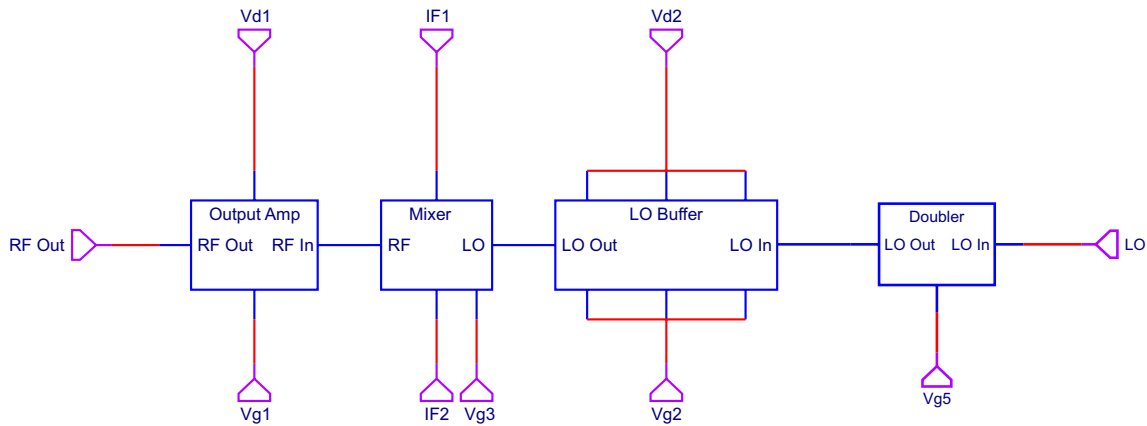 Vd1
IF1
Vd2
Output Amp
Mixer
LO Buffer
Doubler
RF Out
RF Out
RF In
RF
LO
LO Out
LO In
LO Out
LO In
LO
Vg1
IF2
Vg3
Vg2
Vg5